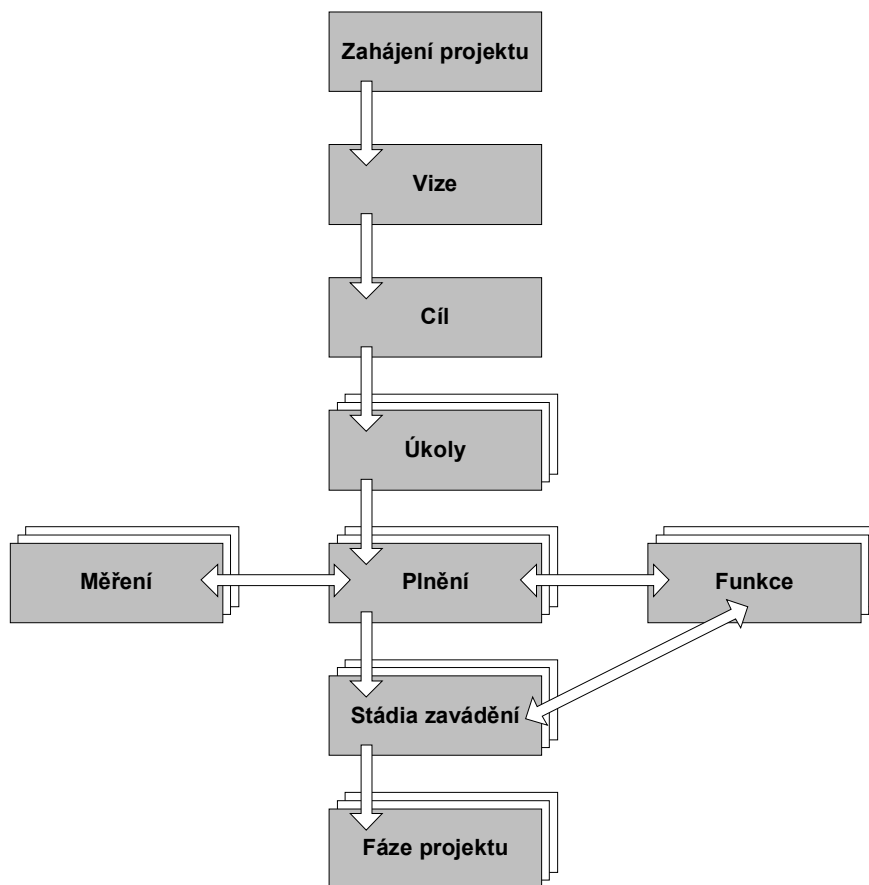 Zahájení projektu
Vize
Cíl
Úkoly
Měření
Plnění
Funkce
Stádia zavádění
Fáze projektu